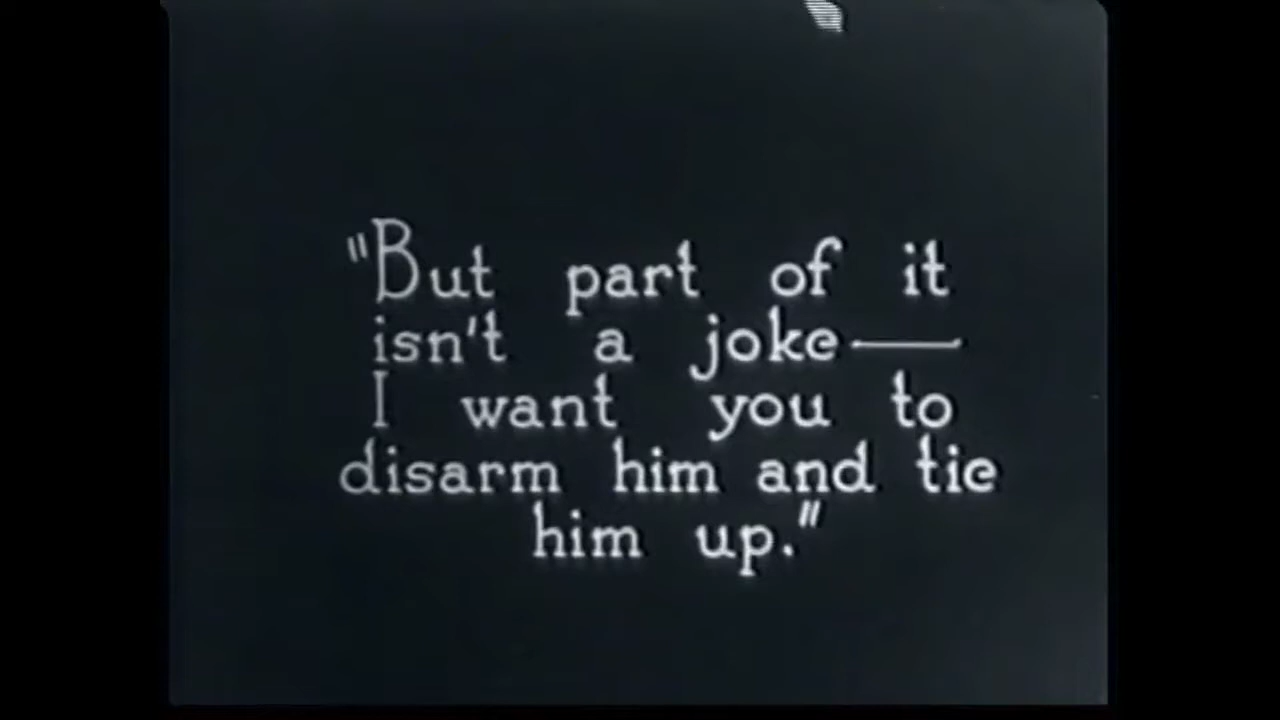 "But part of it
isn't a joke—
I want you to
disarm him and tie
him up."